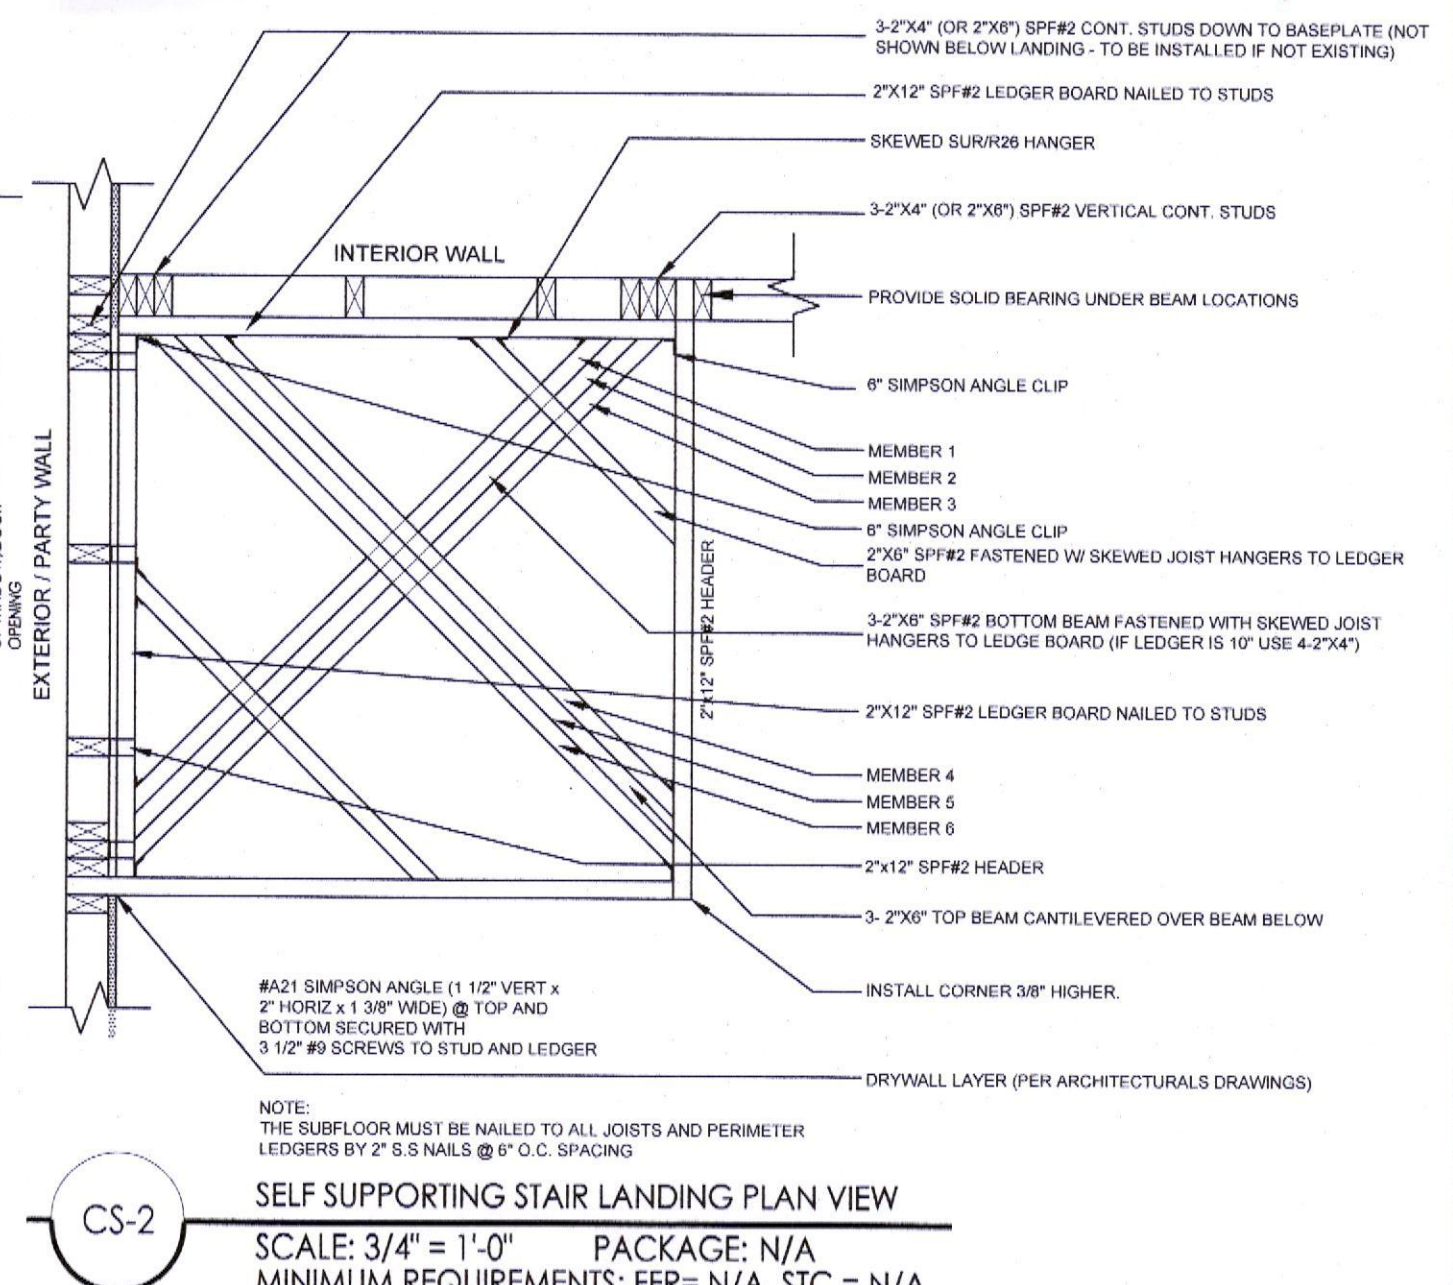 3-2"X4" (OR 2"X6") SPF#2 CONT. STUDS DOWN TO BASEPLATE (NOT
SHOWN BELOW LANDING - TO BE INSTALLED IF NOT EXISTING)
2"X12" SPF#2 LEDGER BOARD NAILED TO STUDS
SKEWED SUR/R26 HANGER
3-2"X4" (OR 2"X6") SPF#2 VERTICAL CONT. STUDS
INTERIOR WALL
PROVIDE SOLID BEARING UNDER BEAM LOCATIONS
6" SIMPSON ANGLE CLIP
MEMBER 1
MEMBER 2
MEMBER 3
6" SIMPSON ANGLE CLIP
2"X6" SPF#2 FASTENED W/ SKEWED JOIST HANGERS TO LEDGER
BOARD
OPENING
EXTERIOR / PARTY WALL
2"x12" SPF#2 HEADER
3-2"X6" SPF#2 BOTTOM BEAM FASTENED WITH SKEWED JOIST
HANGERS TO LEDGE BOARD (IF LEDGER IS 10" USE 4-2"X4")
2"X12" SPF#2 LEDGER BOARD NAILED TO STUDS
MEMBER 4
MEMBER 5
MEMBER 6
2"x12" SPF#2 HEADER
3- 2"X6" TOP BEAM CANTILEVERED OVER BEAM BELOW
INSTALL CORNER 3/8" HIGHER.
#A21 SIMPSON ANGLE (1 1/2" VERT x
2" HORIZ x 1 3/8" WIDE) @ TOP AND
BOTTOM SECURED WITH
3 1/2" #9 SCREWS TO STUD AND LEDGER
DRYWALL LAYER (PER ARCHITECTURALS DRAWINGS)
NOTE:
THE SUBFLOOR MUST BE NAILED TO ALL JOISTS AND PERIMETER
LEDGERS BY 2" S.S NAILS @ 6" O.C. SPACING
CS-2
SELF SUPPORTING STAIR LANDING PLAN VIEW
SCALE: 3/4" = 1'-0" PACKAGE: N/A
MINIMUM REQUIREMENTS: FFR= N/A, STC = N/A